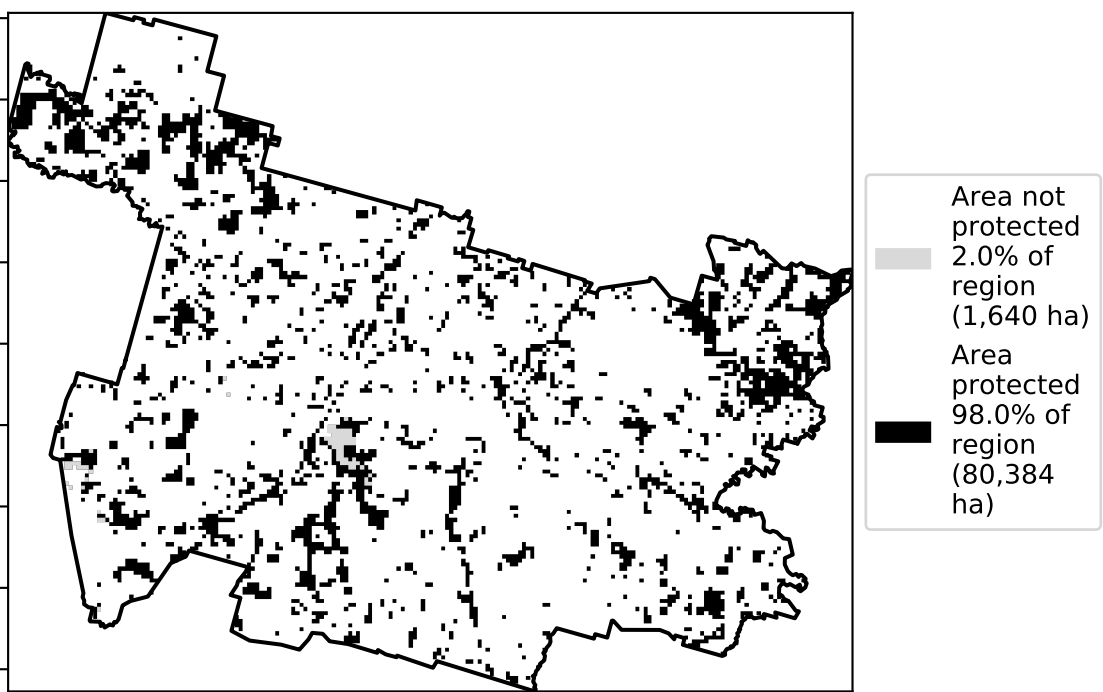 Area not
protected
2.0% of
region
(1,640 ha)
Area
protected
98.0% of
region
(80,384
ha)